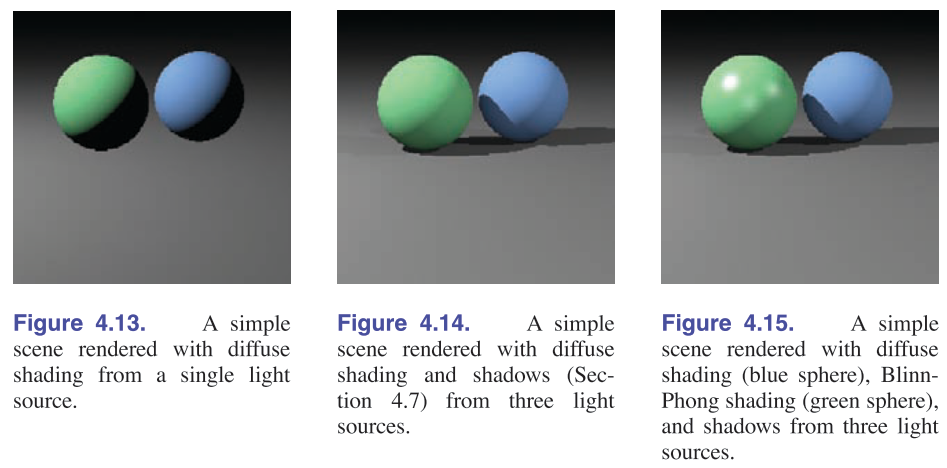 Figure 4.13. A simple
scene rendered with diffuse
shading from a single light
source.
Figure 4.14. A simple
scene rendered with diffuse
shading and shadows (Sec-
tion 4.7) from three light
sources.
Figure 4.15. A simple
scene rendered with diffuse
shading (blue sphere), Blinn-
Phong shading (green sphere),
and shadows from three light
sources.